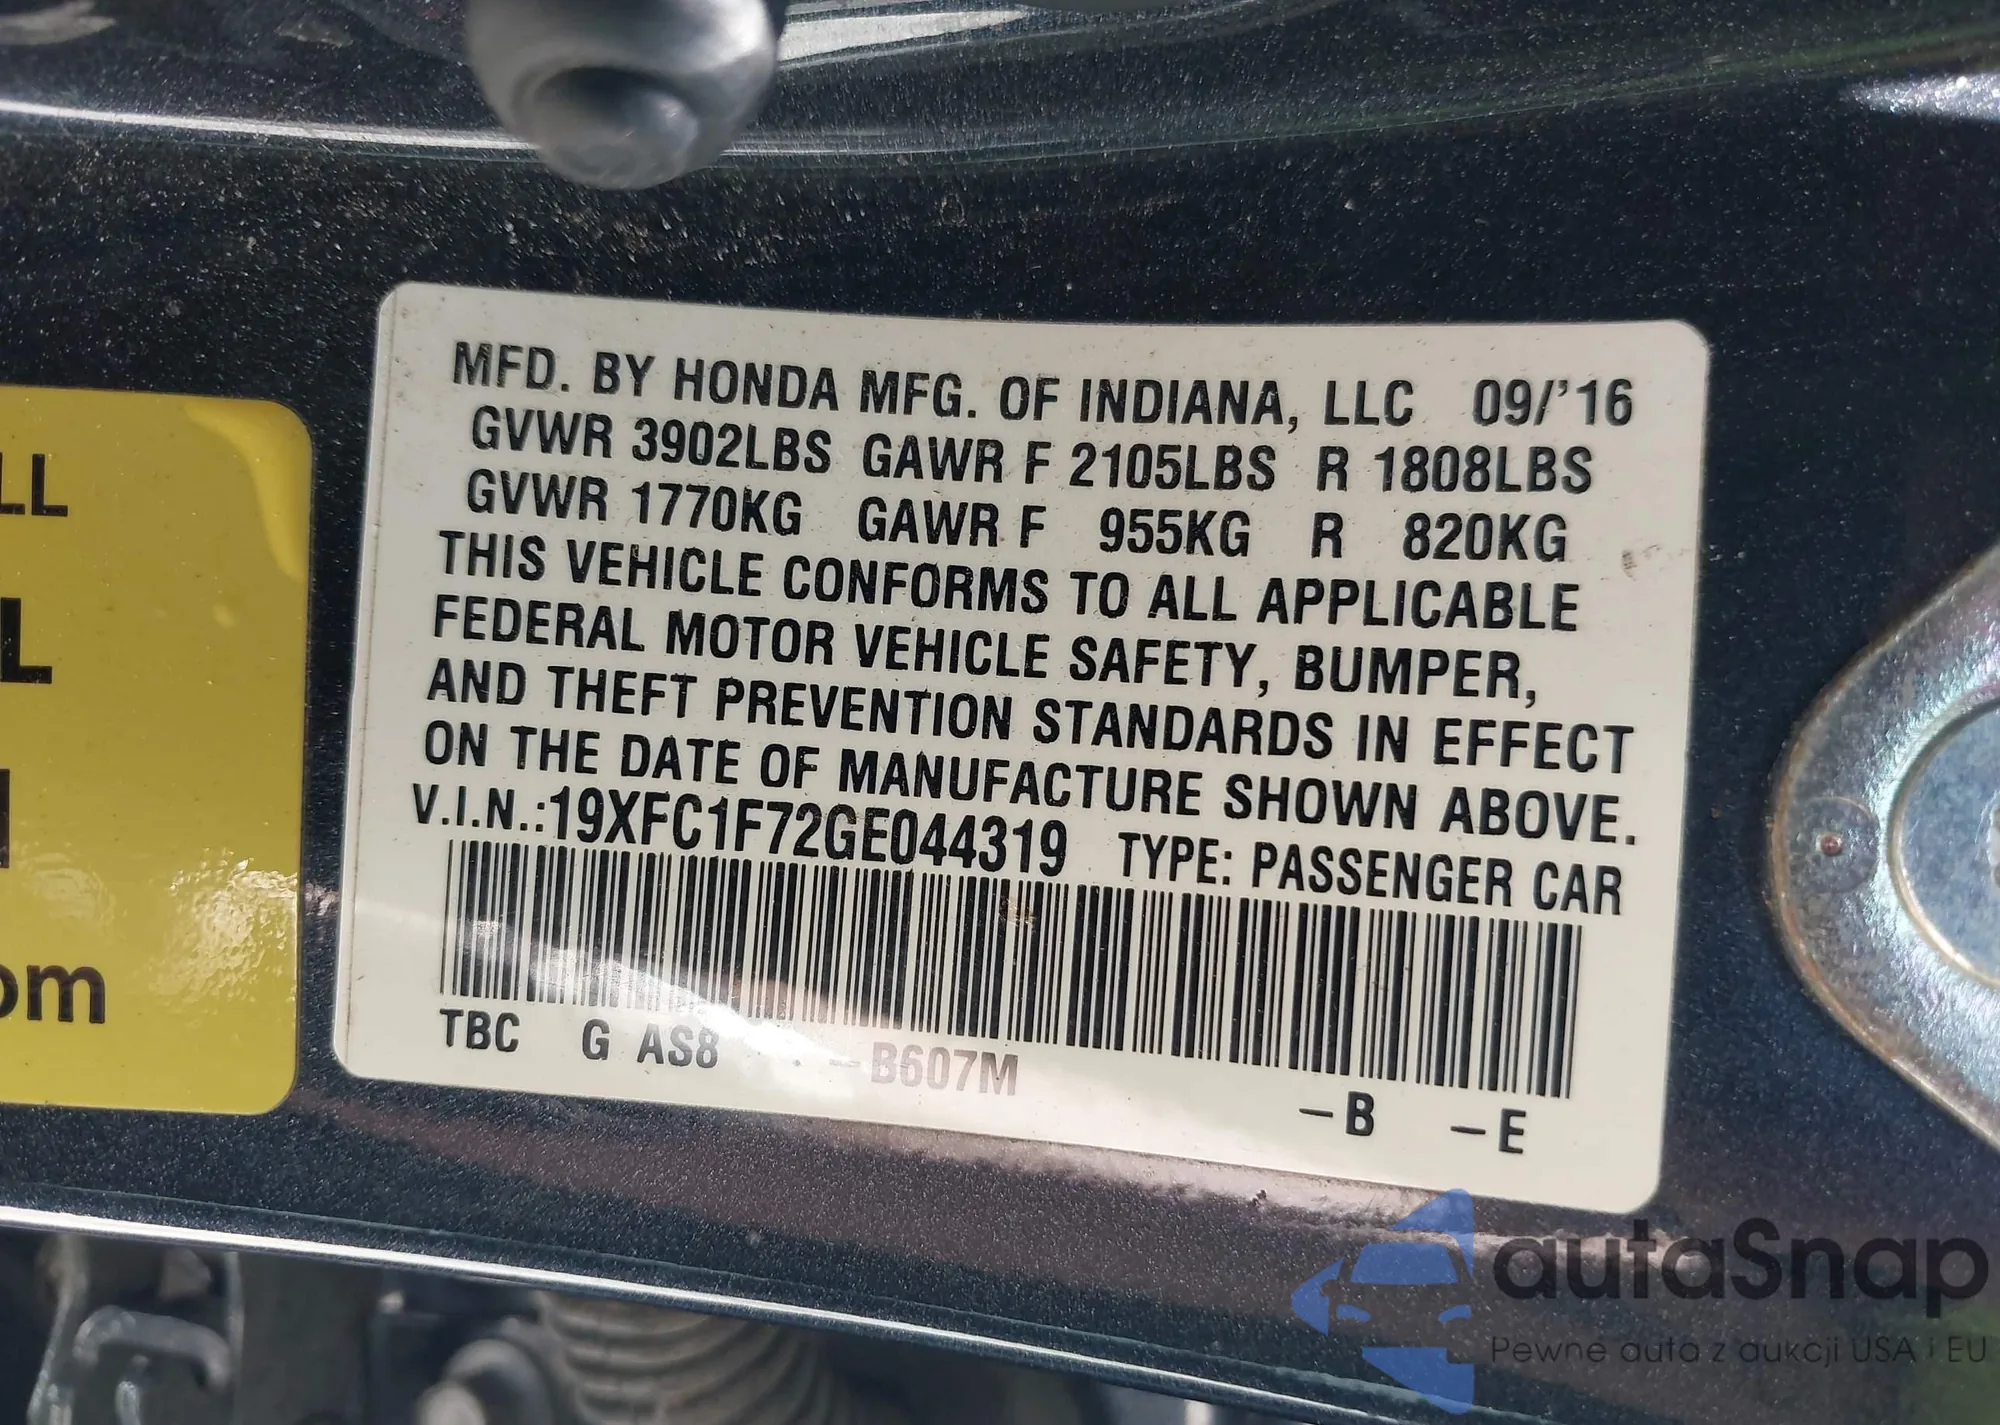 MFD. BY HONDA MFG. OF INDIANA, LLC 09/'16
GVWR 3902LBS GAWR F 2105LBS R 1808LBS
GVWR 1770KG GAWR F 955KG R 820KG
THIS VEHICLE CONFORMS TO ALL APPLICABLE
FEDERAL MOTOR VEHICLE SAFETY, BUMPER,
AND THEFT PREVENTION STANDARDS IN EFFECT
ON THE DATE OF MANUFACTURE SHOWN ABOVE.
V.I.N.:19XFC1F72GE044319 TYPE: PASSENGER CAR
TBC G AS8 -B607M
-B -E
LL
L
om
autaSnap
Pewne auta z aukcji USA i EU